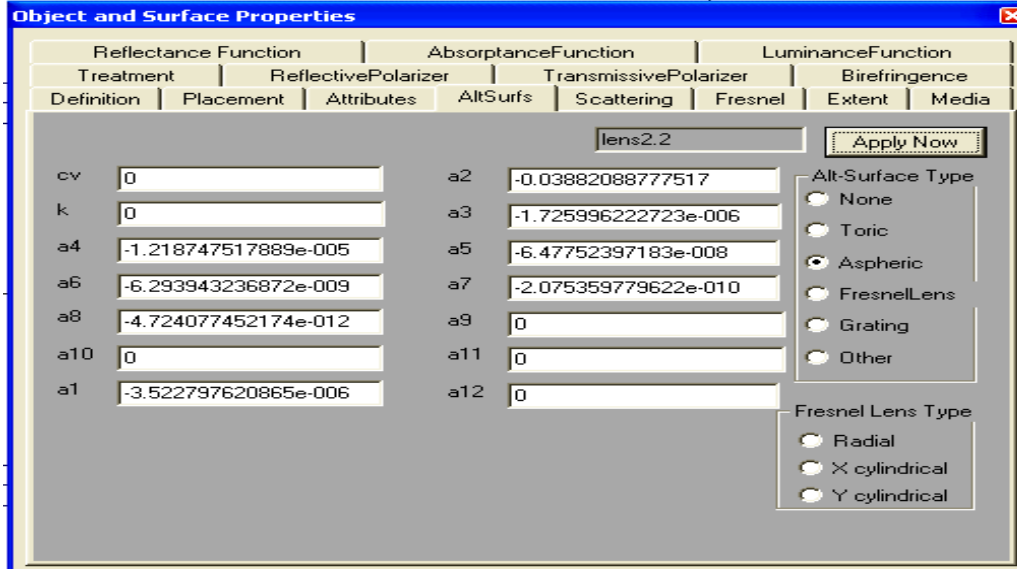 Object and Surface Properties
Reflectance Function AbsorptanceFunction LuminanceFunction
Treatment ReflectivePolarizer TransmissivePolarizer Birefringence
Definition Placement Attributes AltSurfs Scattering Fresnel Extent Media
lens2.2 Apply Now
cv 0 a2 -0.03882088777517 Alt-Surface Type
None
k 0 a3 -1.725996222723e-006
Toric
a4 -1.218747517889e-005 a5 -6.47752397183e-008
Aspheric
a6 -6.293943236872e-009 a7 -2.075359779622e-010
FresnelLens
a8 -4.724077452174e-012 a9 0
Grating
a10 0 a11 0 Other
a1 -3.522797620865e-006 a12 0
Fresnel Lens Type
Radial
X cylindrical
Y cylindrical